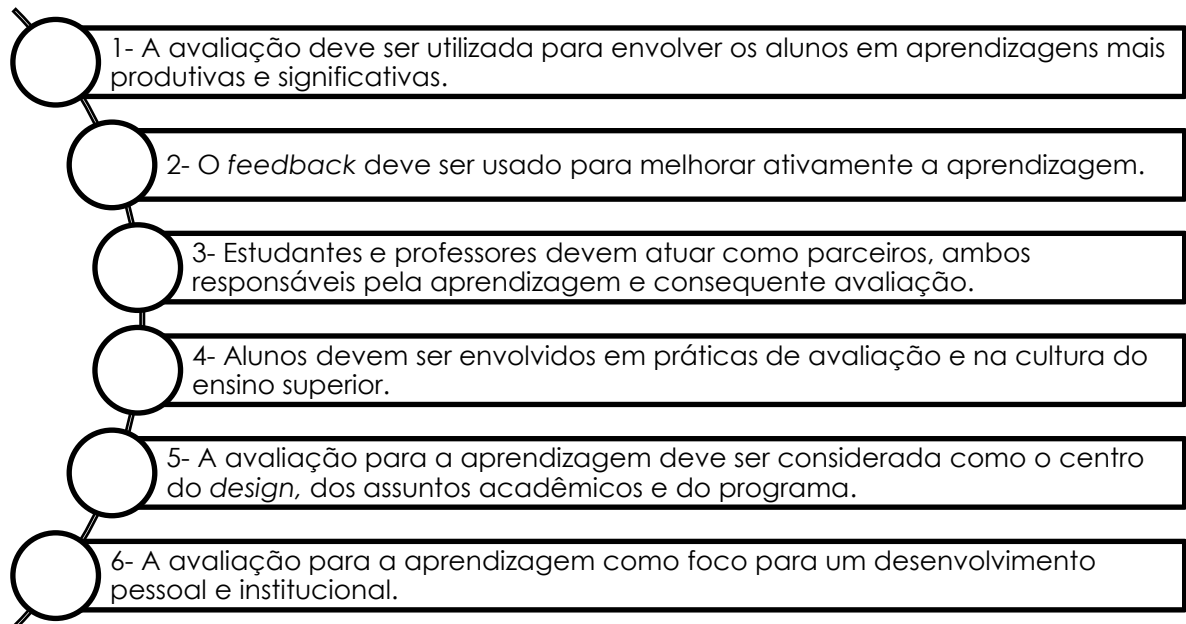 1- A avaliação deve ser utilizada para envolver os alunos em aprendizagens mais
produtivas e significativas.
2- O feedback deve ser usado para melhorar ativamente a aprendizagem.
3- Estudantes e professores devem atuar como parceiros, ambos
responsáveis pela aprendizagem e consequente avaliação.
4- Alunos devem ser envolvidos em práticas de avaliação e na cultura do
ensino superior.
5- A avaliação para a aprendizagem deve ser considerada como o centro
do design, dos assuntos acadêmicos e do programa.
6- A avaliação para a aprendizagem como foco para um desenvolvimento
pessoal e institucional.